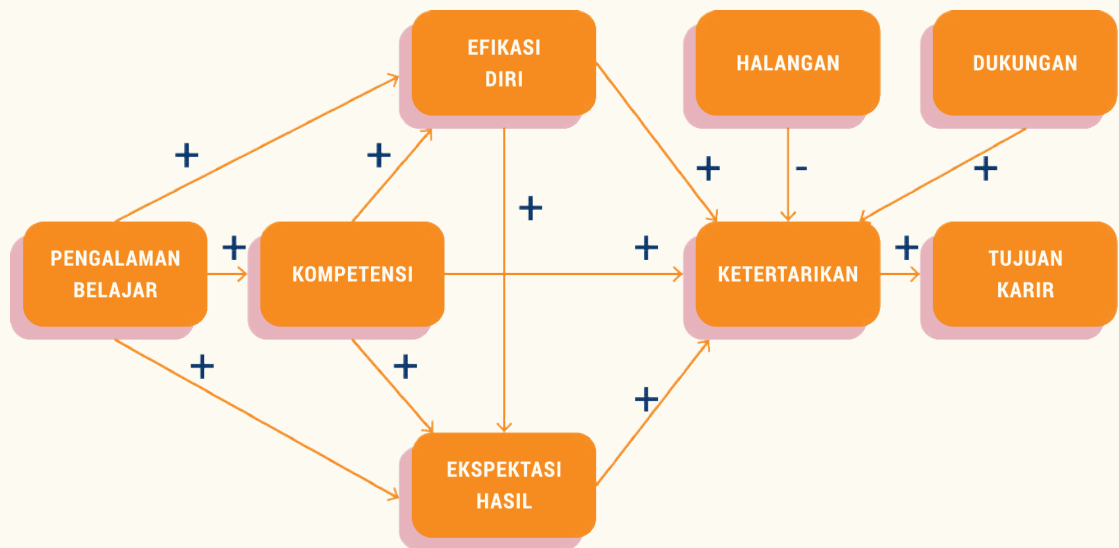 EFIKASI
DIRI
HALANGAN
DUKUNGAN
+
+
+
-
+
+
PENGALAMAN
BELAJAR
+
KOMPETENSI
+
KETERTARIKAN
+
TUJUAN
KARIR
+
+
+
EKSPEKTASI
HASIL